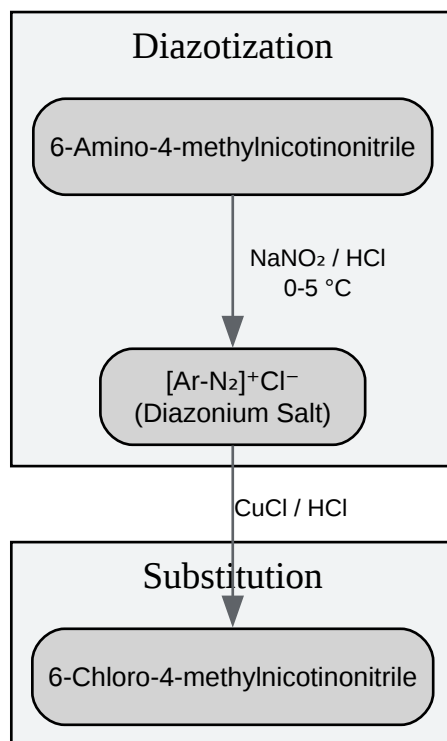 Diazotization
6-Amino-4-methylnicotinonitrile
NaNO₂ / HCl
0-5 °C
[Ar-N₂]⁺Cl⁻
(Diazonium Salt)
CuCl / HCl
Substitution
6-Chloro-4-methylnicotinonitrile